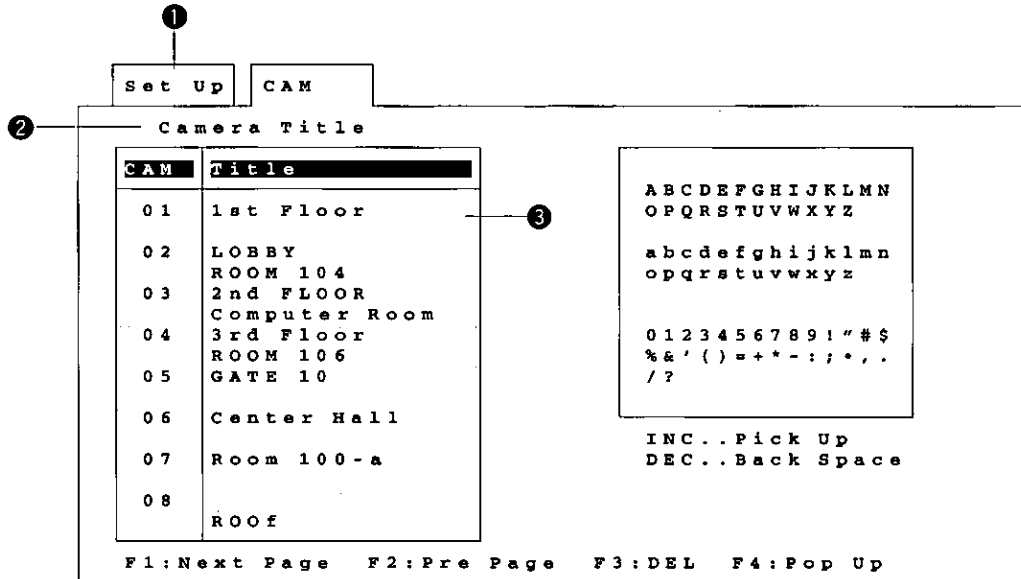 ❶
Set Up CAM
❷ Camera Title
CAM Title
01 1st Floor
❸
02 LOBBY
ROOM 104
03 2nd FLOOR
Computer Room
04 3rd Floor
ROOM 106
05 GATE 10
06 Center Hall
07 Room 100-a
08
ROOf
ABCDEFGHIJKLMN
OPQRSTUVWXYZ
abcdefghijklmn
opqrstuvwxyz
0123456789!"#$
%&'()=+*-:;•,.
/?
INC..Pick Up
DEC..Back Space
F1:Next Page F2:Pre Page F3:DEL F4:Pop Up